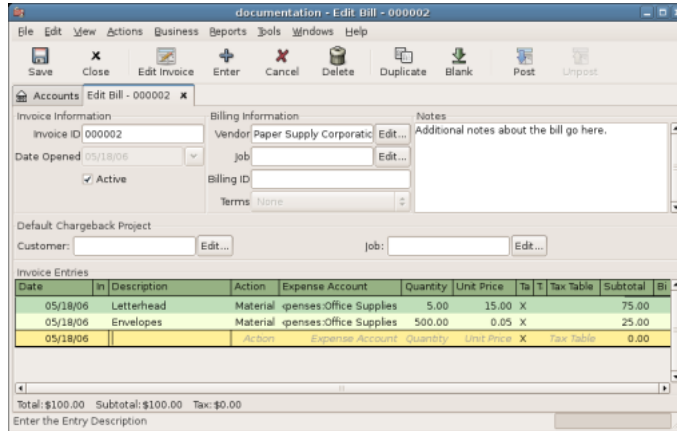 documentation - Edit Bill - 000002
File Edit View Actions Business Reports Tools Windows Help
Save Close Edit Invoice Enter Cancel Delete Duplicate Blank Post Unpost
Accounts Edit Bill - 000002
Invoice Information Billing Information Notes
Invoice ID 000002 Vendor Paper Supply Corporatic Edit... Additional notes about the bill go here.
Date Opened 05/18/06 Job Edit...
Active Billing ID
Terms None
Default Chargeback Project
Customer: Edit... Job: Edit...
Invoice Entries
Date In Description Action Expense Account Quantity Unit Price Ta T Tax Table Subtotal Bi
05/18/06 Letterhead Material xpenses:Office Supplies 5.00 15.00 X 75.00
05/18/06 Envelopes Material xpenses:Office Supplies 500.00 0.05 X 25.00
05/18/06 Action Expense Account Quantity Unit Price X Tax Table 0.00
Total:$100.00 Subtotal:$100.00 Tax:$0.00
Enter the Entry Description